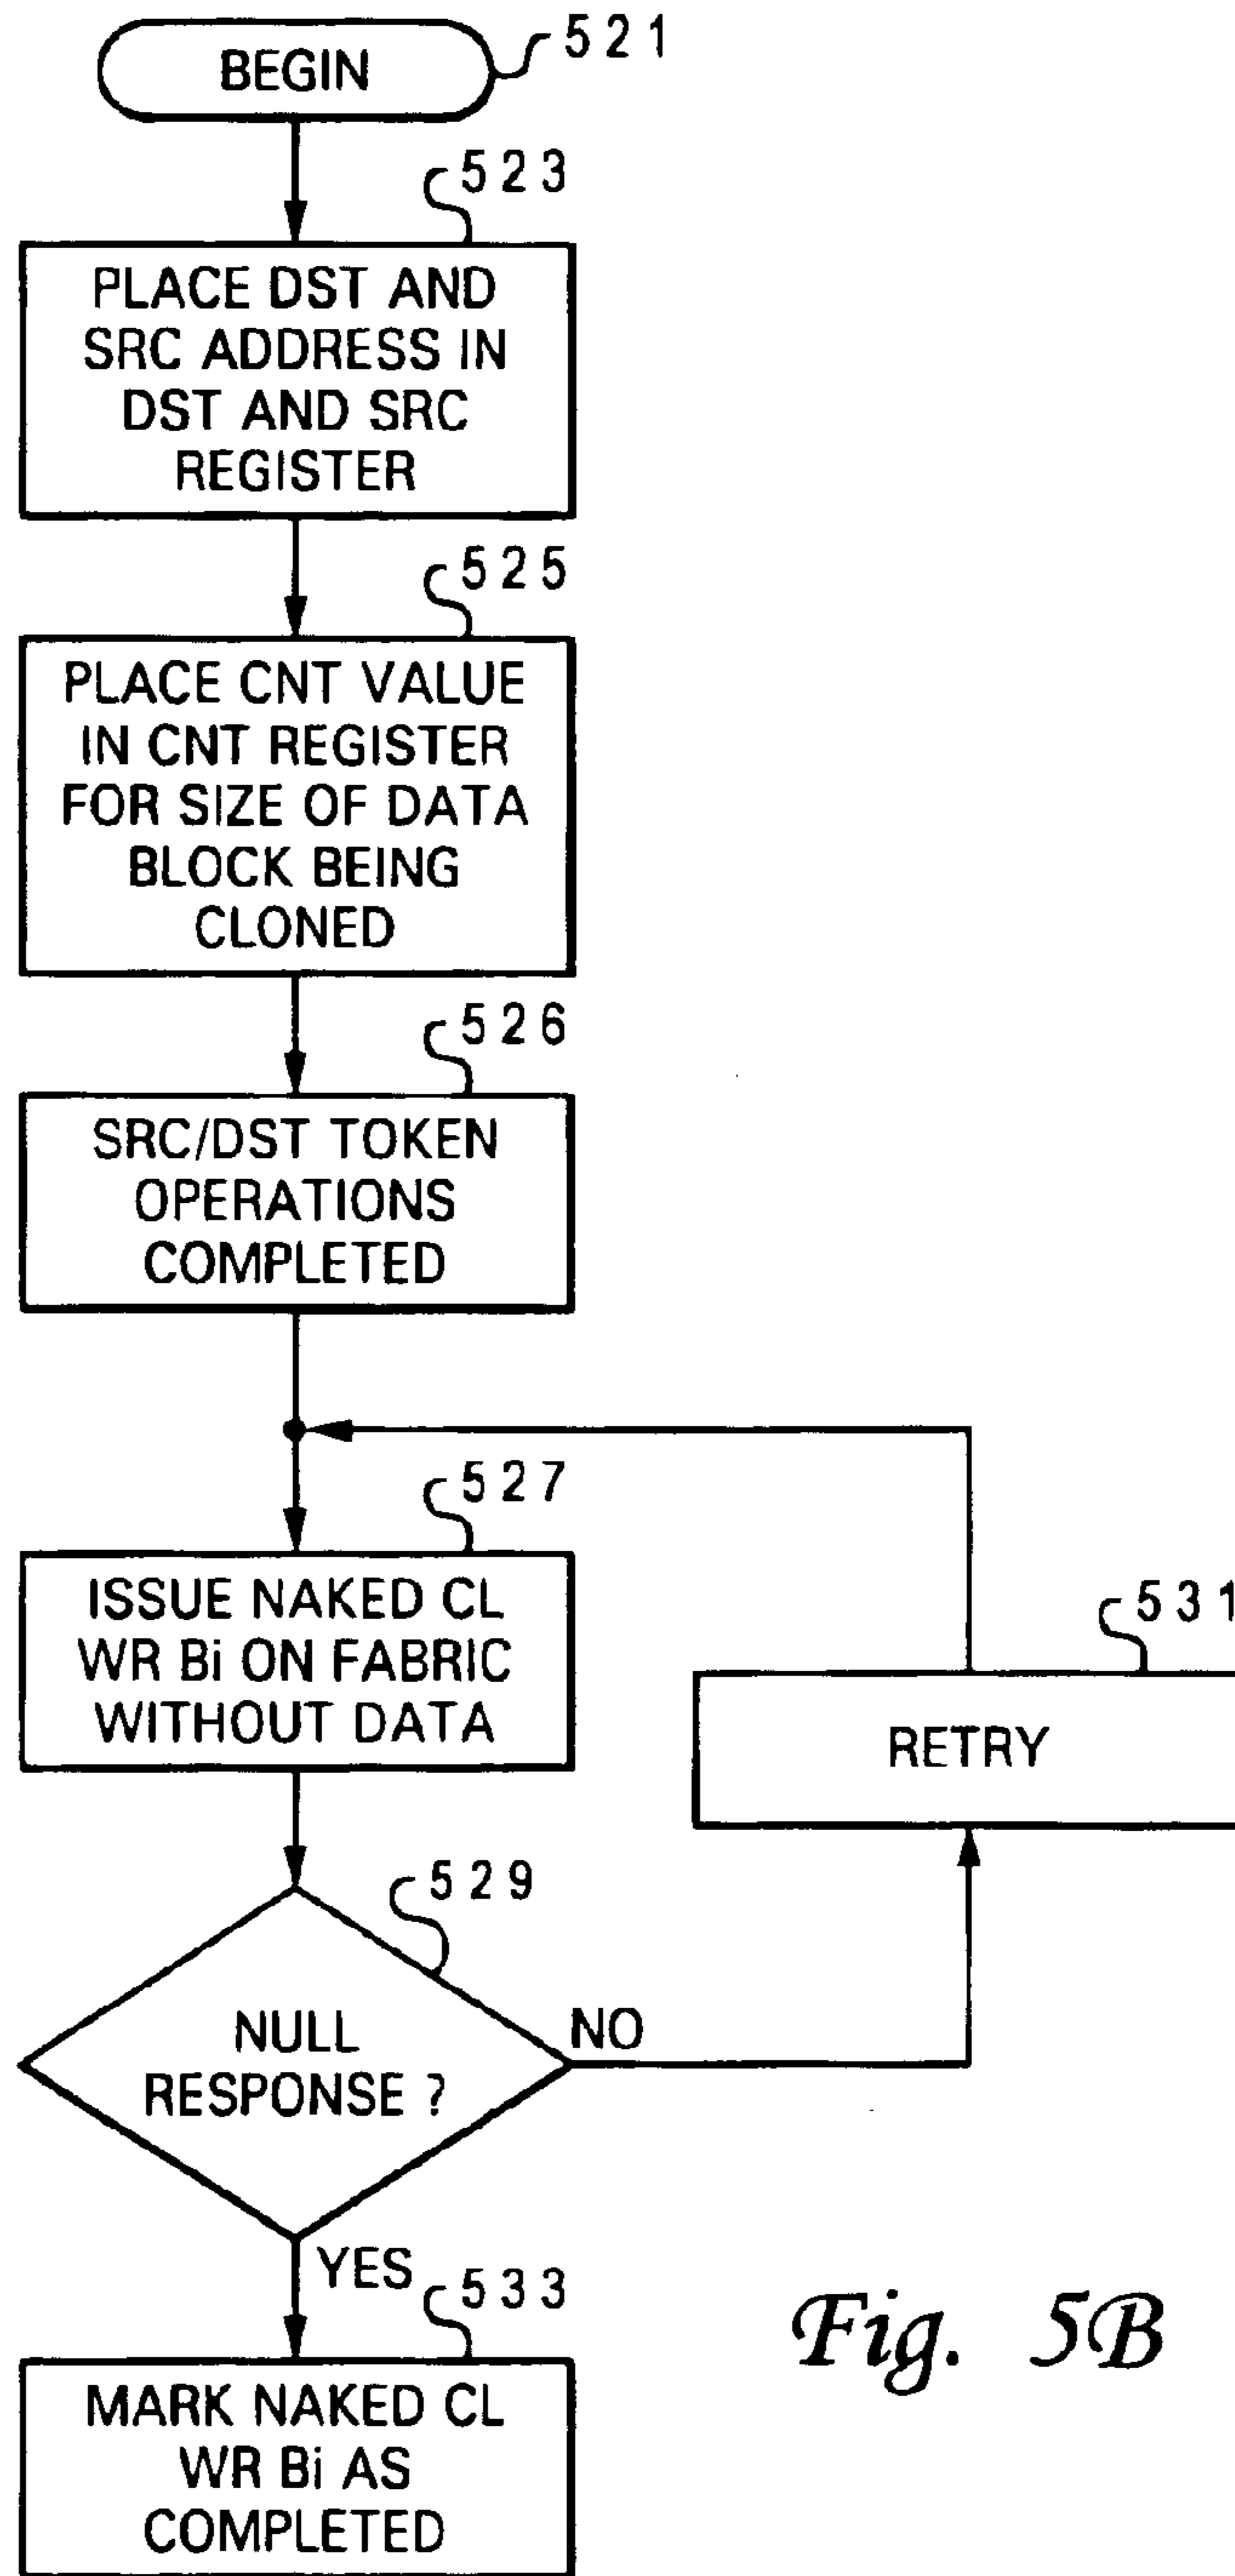 BEGIN
521
523
PLACE DST AND
SRC ADDRESS IN
DST AND SRC
REGISTER
525
PLACE CNT VALUE
IN CNT REGISTER
FOR SIZE OF DATA
BLOCK BEING
CLONED
526
SRC/DST TOKEN
OPERATIONS
COMPLETED
527
ISSUE NAKED CL
WR Bi ON FABRIC
WITHOUT DATA
531
RETRY
529
NULL
RESPONSE ?
NO
YES
533
MARK NAKED CL
WR Bi AS
COMPLETED
Fig. 5B